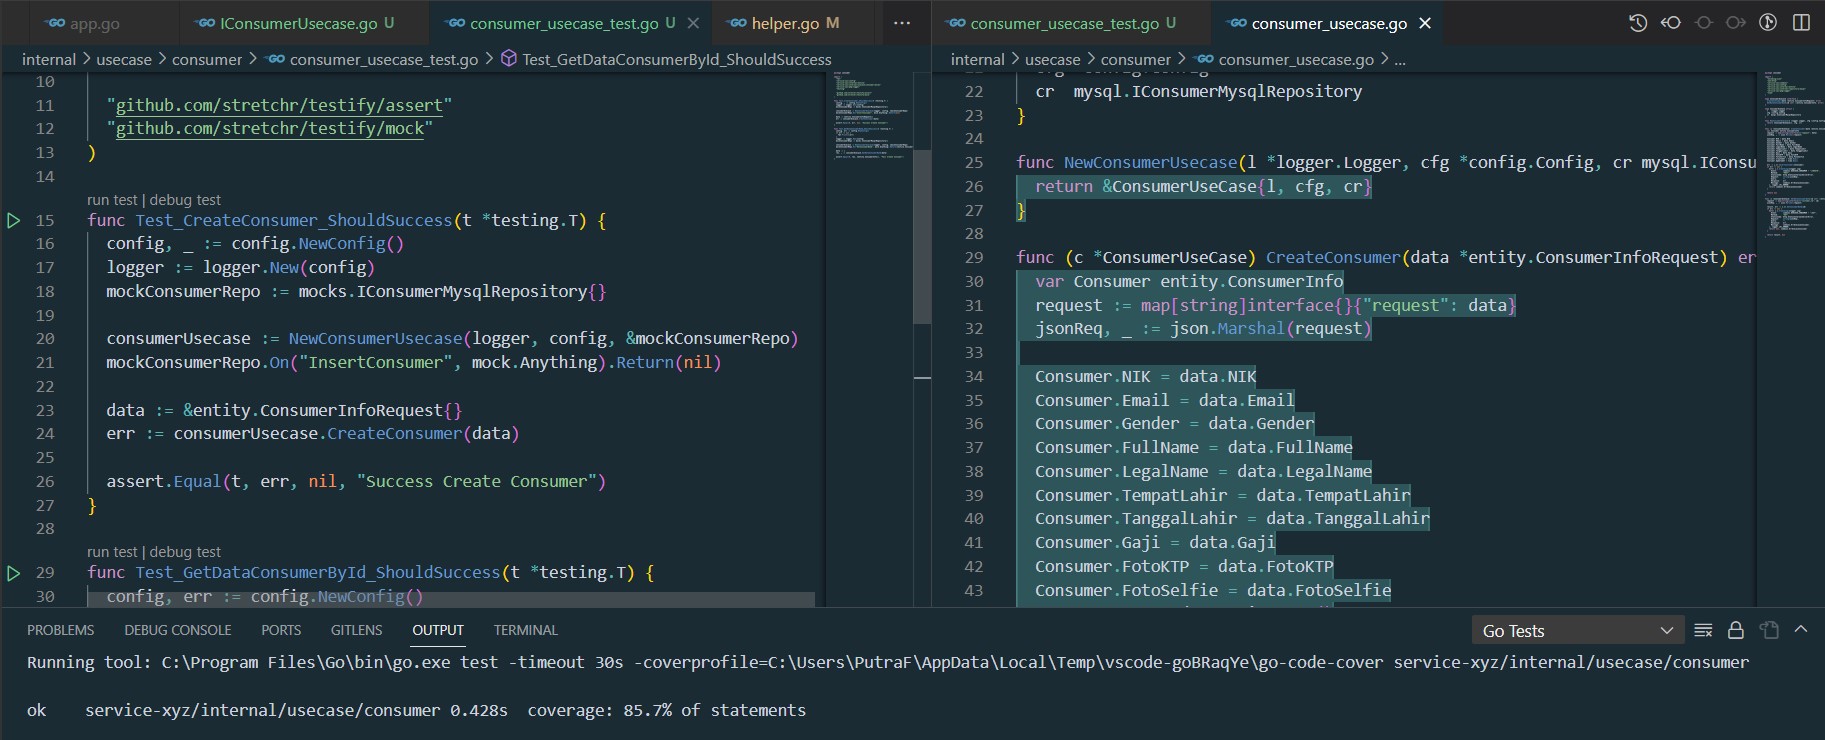 app.go
IConsumerUsecase.go U
consumer_usecase_test.go U
helper.go M
internal > usecase > consumer > consumer_usecase_test.go > Test_GetDataConsumerById_ShouldSuccess
10
11 "github.com/stretchr/testify/assert"
12 "github.com/stretchr/testify/mock"
13 )
14
run test | debug test
15 func Test_CreateConsumer_ShouldSuccess(t *testing.T) {
16 config, _ := config.NewConfig()
17 logger := logger.New(config)
18 mockConsumerRepo := mocks.IConsumerMysqlRepository{}
19
20 consumerUsecase := NewConsumerUsecase(logger, config, &mockConsumerRepo)
21 mockConsumerRepo.On("InsertConsumer", mock.Anything).Return(nil)
22
23 data := &entity.ConsumerInfoRequest{}
24 err := consumerUsecase.CreateConsumer(data)
25
26 assert.Equal(t, err, nil, "Success Create Consumer")
27 }
28
run test | debug test
29 func Test_GetDataConsumerById_ShouldSuccess(t *testing.T) {
30 config, err := config.NewConfig()
consumer_usecase_test.go U
consumer_usecase.go
internal > usecase > consumer > consumer_usecase.go > ...
22 cr mysql.IConsumerMysqlRepository
23 }
24
25 func NewConsumerUsecase(l *logger.Logger, cfg *config.Config, cr mysql.IConsu
26 return &ConsumerUseCase{l, cfg, cr}
27 }
28
29 func (c *ConsumerUseCase) CreateConsumer(data *entity.ConsumerInfoRequest) er
30 var Consumer entity.ConsumerInfo
31 request := map[string]interface{}{"request": data}
32 jsonReq, _ := json.Marshal(request)
33
34 Consumer.NIK = data.NIK
35 Consumer.Email = data.Email
36 Consumer.Gender = data.Gender
37 Consumer.FullName = data.FullName
38 Consumer.LegalName = data.LegalName
39 Consumer.TempatLahir = data.TempatLahir
40 Consumer.TanggalLahir = data.TanggalLahir
41 Consumer.Gaji = data.Gaji
42 Consumer.FotoKTP = data.FotoKTP
43 Consumer.FotoSelfie = data.FotoSelfie
PROBLEMS DEBUG CONSOLE PORTS GITLENS OUTPUT TERMINAL
Go Tests
Running tool: C:\Program Files\Go\bin\go.exe test -timeout 30s -coverprofile=C:\Users\PutraF\AppData\Local\Temp\vscode-goBRaqYe\go-code-cover service-xyz/internal/usecase/consumer
ok service-xyz/internal/usecase/consumer 0.428s coverage: 85.7% of statements